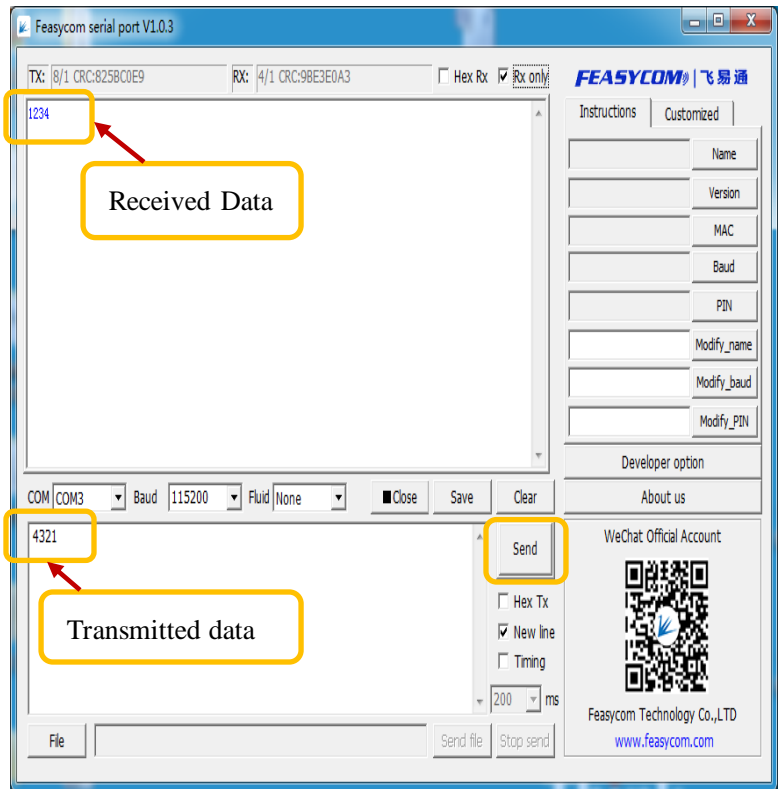 Feasycom serial port V1.0.3
TX: 8/1 CRC:825BC0E9 RX: 4/1 CRC:9BE3E0A3 Hex Rx Rx only
FEASYCOM | 飞易通
1234
Received Data
Instructions Customized
Name
Version
MAC
Baud
PIN
Modify_name
Modify_baud
Modify_PIN
Developer option
About us
COM COM3 Baud 115200 Fluid None Close Save Clear
4321
Transmitted data
Send
Hex Tx
New line
Timing
200 ms
File Send file Stop send
WeChat Official Account
Feasycom Technology Co.,LTD
www.feasycom.com